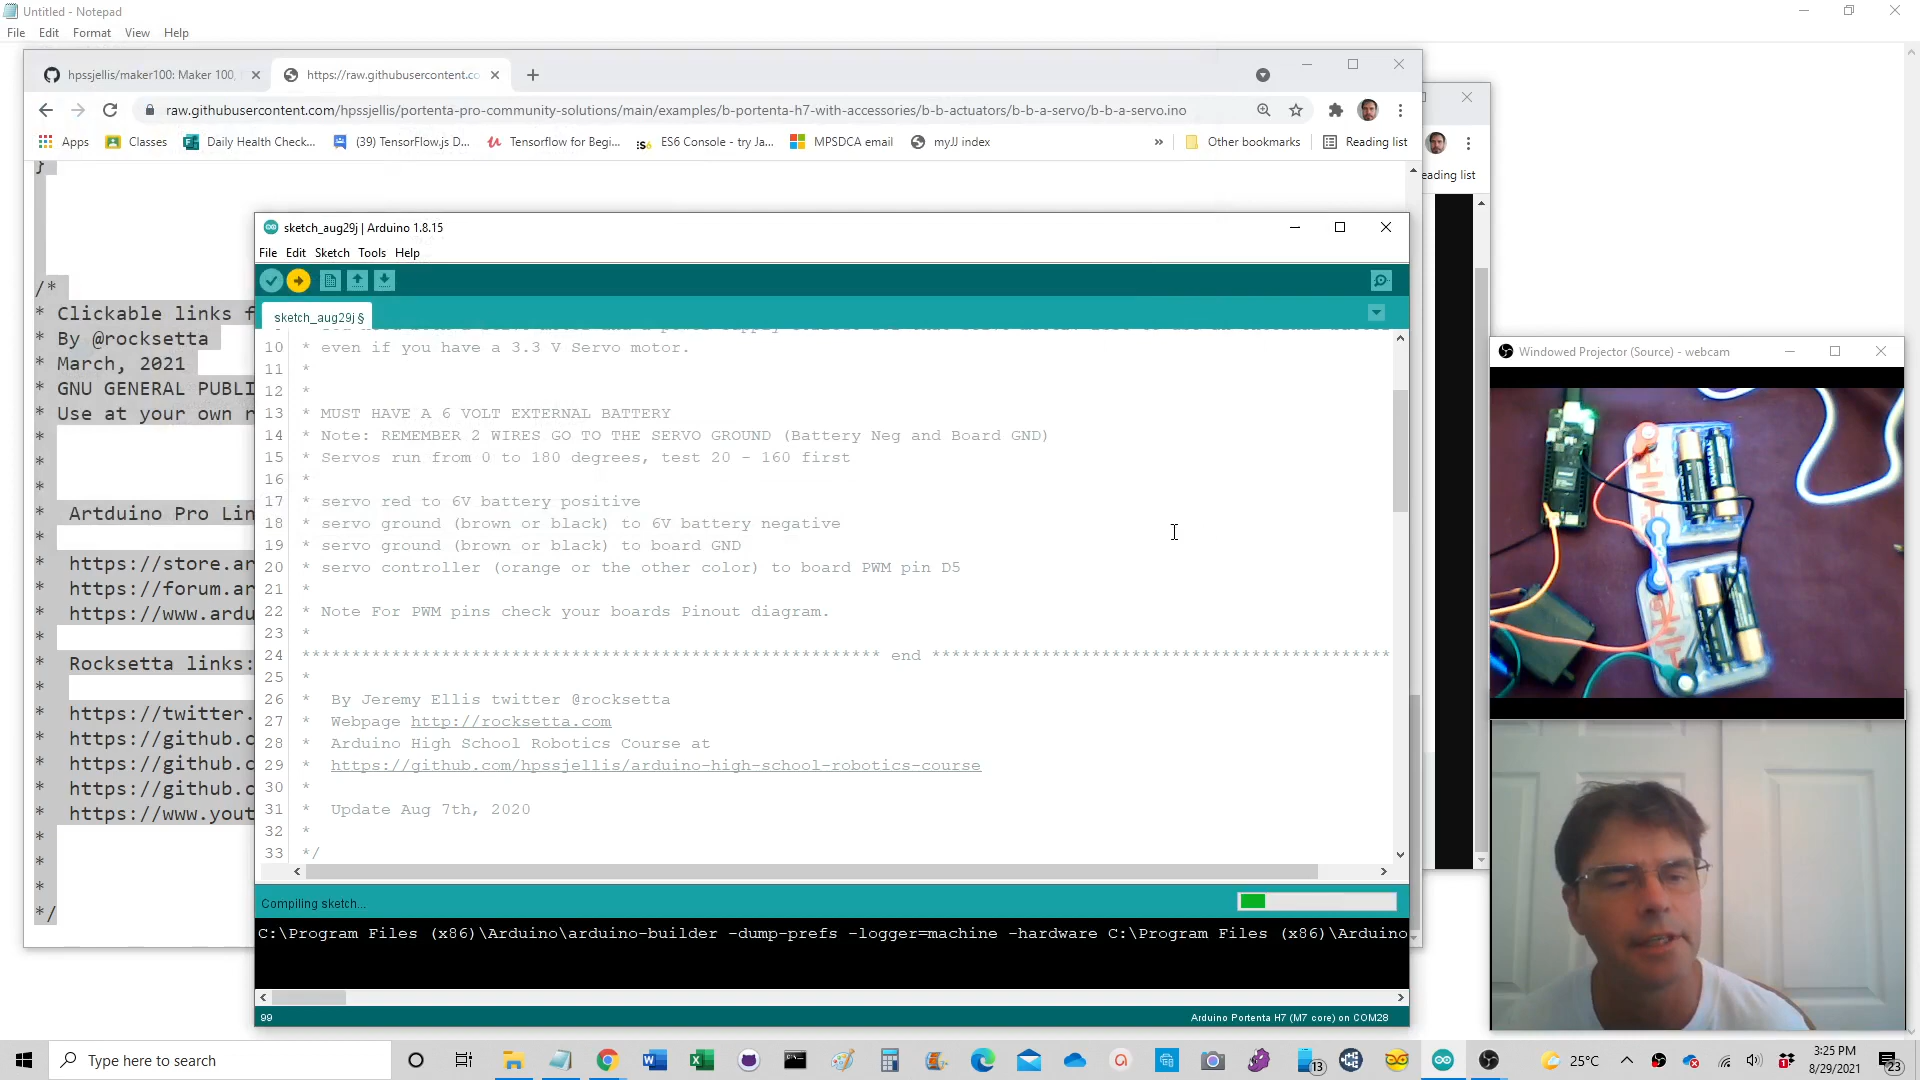 Untitled - Notepad
File Edit Format View Help
hpssjellis/maker100: Maker 100,
https://raw.githubusercontent.co
raw.githubusercontent.com/hpssjellis/portenta-pro-community-solutions/main/examples/b-portenta-h7-with-accessories/b-b-actuators/b-b-a-servo/b-b-a-servo.ino
Apps Classes Daily Health Check... (39) TensorFlow.js D... Tensorflow for Begi... ES6 Console - try Ja... MPSDCA email myJJ index » Other bookmarks Reading list
eading list
}
/*
* Clickable links f
* By @rocksetta
* March, 2021
* GNU GENERAL PUBLI
* Use at your own r
*
*
*
* Artduino Pro Lin
*
* https://store.ar
* https://forum.ar
* https://www.ardu
*
* Rocksetta links:
*
* https://twitter.
* https://github.c
* https://github.c
* https://github.c
* https://www.yout
*
*
*
*/
sketch_aug29j | Arduino 1.8.15
File Edit Sketch Tools Help
sketch_aug29j §
10 * even if you have a 3.3 V Servo motor.
11 *
12 *
13 * MUST HAVE A 6 VOLT EXTERNAL BATTERY
14 * Note: REMEMBER 2 WIRES GO TO THE SERVO GROUND (Battery Neg and Board GND)
15 * Servos run from 0 to 180 degrees, test 20 - 160 first
16 *
17 * servo red to 6V battery positive
18 * servo ground (brown or black) to 6V battery negative
19 * servo ground (brown or black) to board GND
20 * servo controller (orange or the other color) to board PWM pin D5
21 *
22 * Note For PWM pins check your boards Pinout diagram.
23 *
24 ********************************************************** end **********************************************
25 *
26 * By Jeremy Ellis twitter @rocksetta
27 * Webpage http://rocksetta.com
28 * Arduino High School Robotics Course at
29 * https://github.com/hpssjellis/arduino-high-school-robotics-course
30 *
31 * Update Aug 7th, 2020
32 *
33 */
Compiling sketch...
C:\Program Files (x86)\Arduino\arduino-builder -dump-prefs -logger=machine -hardware C:\Program Files (x86)\Arduino
99
Arduino Portenta H7 (M7 core) on COM28
Windowed Projector (Source) - webcam
Type here to search
13
25°C
3:25 PM
8/29/2021
23